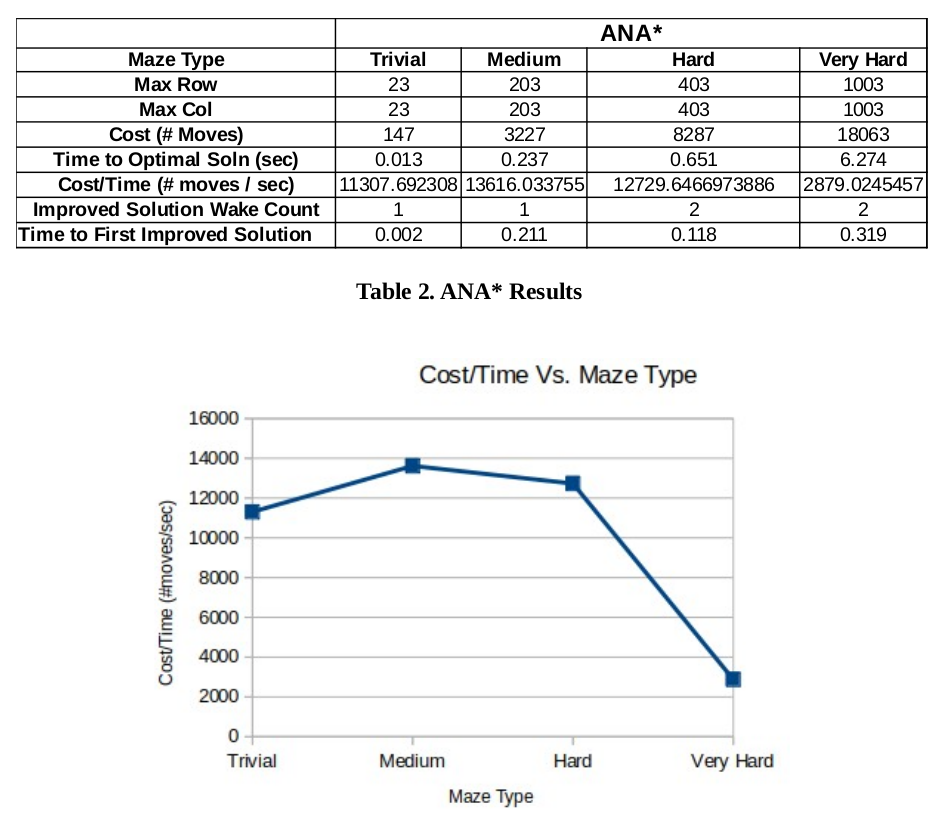 ANA*
Maze Type Trivial Medium Hard Very Hard
Max Row 23 203 403 1003
Max Col 23 203 403 1003
Cost (# Moves) 147 3227 8287 18063
Time to Optimal Soln (sec) 0.013 0.237 0.651 6.274
Cost/Time (# moves / sec) 11307.692308 13616.033755 12729.6466973886 2879.0245457
Improved Solution Wake Count 1 1 2 2
Time to First Improved Solution 0.002 0.211 0.118 0.319
Table 2. ANA* Results
Cost/Time Vs. Maze Type
16000
14000
12000
10000
8000
6000
4000
2000
0
Cost/Time (#moves/sec)
Trivial Medium Hard Very Hard
Maze Type